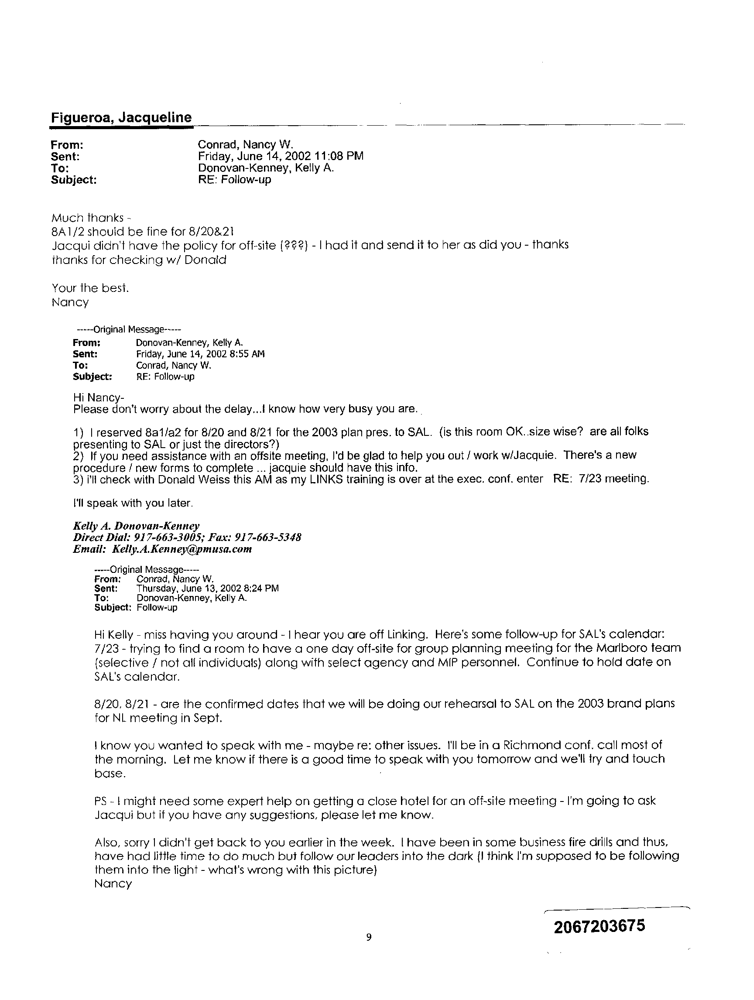 Figueroa, Jacqueline
From: Conrad, Nancy W.
Sent: Friday, June 14, 2002 11:08 PM
To: Donovan-Kenney, Kelly A.
Subject: RE: Follow-up
Much thanks -
8A1/2 should be fine for 8/20&21
Jacqui didn't have the policy for off-site (???) - I had it and send it to her as did you - thanks
thanks for checking w/ Donald
Your the best.
Nancy
-----Original Message-----
From: Donovan-Kenney, Kelly A.
Sent: Friday, June 14, 2002 8:55 AM
To: Conrad, Nancy W.
Subject: RE: Follow-up
Hi Nancy-
Please don't worry about the delay...I know how very busy you are.
1) I reserved 8a1/a2 for 8/20 and 8/21 for the 2003 plan pres. to SAL. (is this room OK..size wise? are all folks
presenting to SAL or just the directors?)
2) If you need assistance with an offsite meeting, I'd be glad to help you out / work w/Jacquie. There's a new
procedure / new forms to complete ... jacquie should have this info.
3) i'll check with Donald Weiss this AM as my LINKS training is over at the exec. conf. enter RE: 7/23 meeting.
I'll speak with you later.
Kelly A. Donovan-Kenney
Direct Dial: 917-663-3005; Fax: 917-663-5348
Email: Kelly.A.Kenney@pmusa.com
-----Original Message-----
From: Conrad, Nancy W.
Sent: Thursday, June 13, 2002 8:24 PM
To: Donovan-Kenney, Kelly A.
Subject: Follow-up
Hi Kelly - miss having you around - I hear you are off Linking. Here's some follow-up for SAL's calendar:
7/23 - trying to find a room to have a one day off-site for group planning meeting for the Marlboro team
(selective / not all individuals) along with select agency and MIP personnel. Continue to hold date on
SAL's calendar.
8/20, 8/21 - are the confirmed dates that we will be doing our rehearsal to SAL on the 2003 brand plans
for NL meeting in Sept.
I know you wanted to speak with me - maybe re: other issues. I'll be in a Richmond conf. call most of
the morning. Let me know if there is a good time to speak with you tomorrow and we'll try and touch
base.
PS - I might need some expert help on getting a close hotel for an off-site meeting - I'm going to ask
Jacqui but if you have any suggestions, please let me know.
Also, sorry I didn't get back to you earlier in the week. I have been in some business fire drills and thus,
have had little time to do much but follow our leaders into the dark (I think I'm supposed to be following
them into the light - what's wrong with this picture)
Nancy
2067203675
9